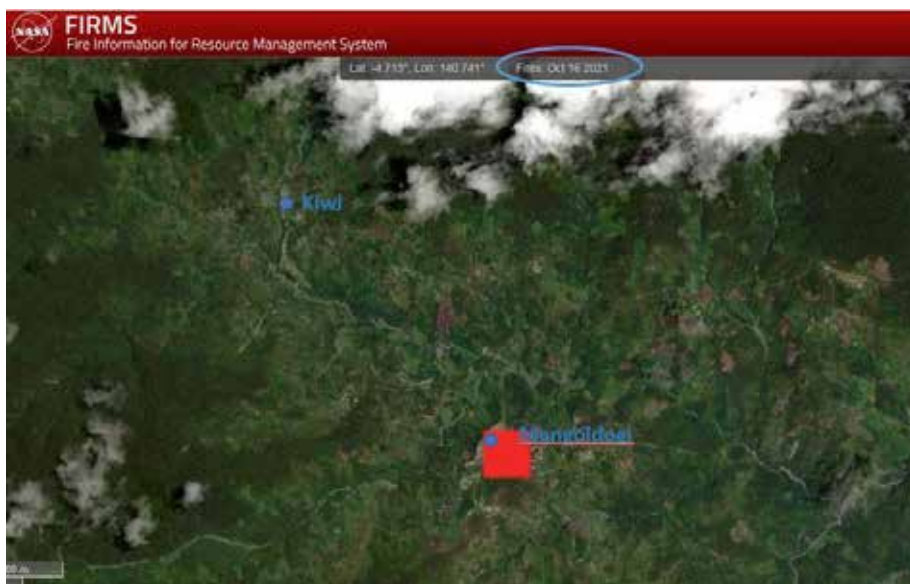 NASA
FIRMS
Fire Information for Resource Management System
Lat: -4.715°, Lon: 140.741° Fires: Oct 16 2021
Kiwi